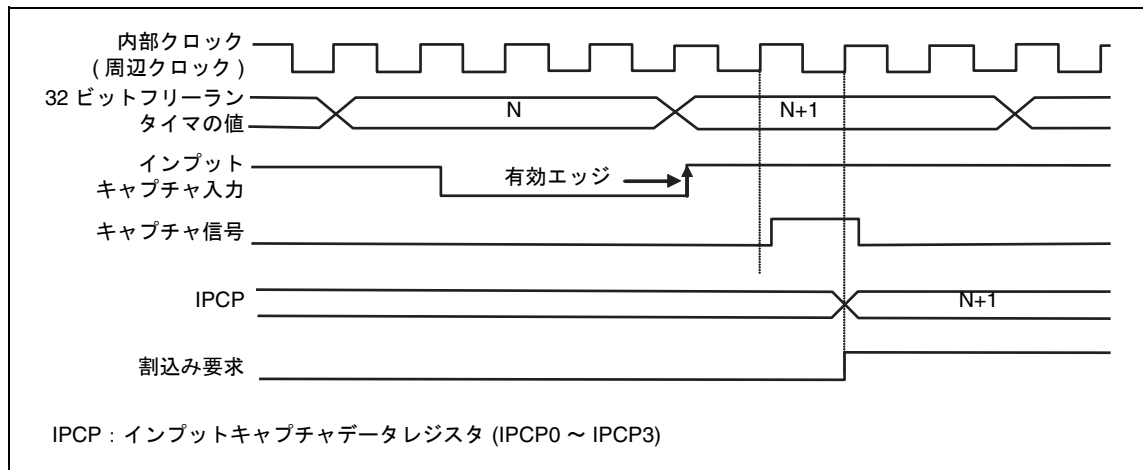 内部クロック
( 周辺クロック )
32 ビットフリーラン
タイマの値
N
N+1
インプット
キャプチャ入力
有効エッジ
キャプチャ信号
IPCP
N+1
割込み要求
IPCP : インプットキャプチャデータレジスタ (IPCP0 ～ IPCP3)